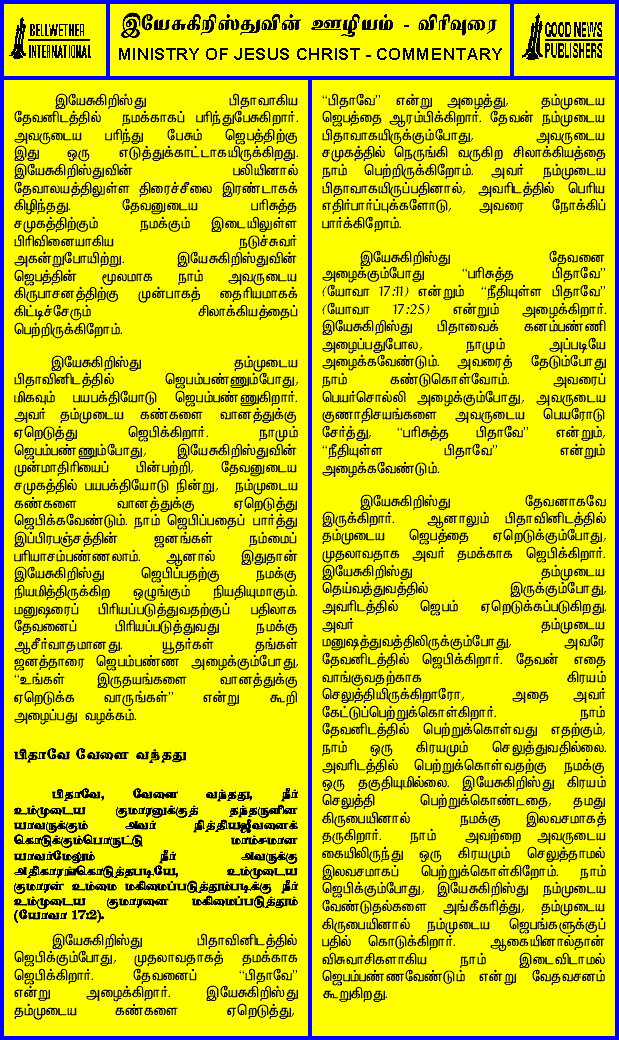 BELLWETHER
INTERNATIONAL
இயேசுகிறிஸ்துவின் ஊழியம் - விரிவுரை
MINISTRY OF JESUS CHRIST - COMMENTARY
GOOD NEWS
PUBLISHERS
இயேசுகிறிஸ்து பிதாவாகிய
தேவனிடத்தில் நமக்காகப் பரிந்துபேசுகிறார்.
அவருடைய பரிந்து பேசும் ஜெபத்திற்கு
இது ஒரு எடுத்துக்காட்டாகயிருக்கிறது.
இயேசுகிறிஸ்துவின் பலியினால்
தேவாலயத்திலுள்ள திரைச்சீலை இரண்டாகக்
கிழிந்தது. தேவனுடைய பரிசுத்த
சமுகத்திற்கும் நமக்கும் இடையிலுள்ள
பிரிவினையாகிய நடுச்சுவர்
அகன்றுபோயிற்று. இயேசுகிறிஸ்துவின்
ஜெபத்தின் மூலமாக நாம் அவருடைய
கிருபாசனத்திற்கு முன்பாகத் தைரியமாகக்
கிட்டிச்சேரும் சிலாக்கியத்தைப்
பெற்றிருக்கிறோம்.
இயேசுகிறிஸ்து தம்முடைய
பிதாவினிடத்தில் ஜெபம்பண்ணும்போது,
மிகவும் பயபக்தியோடு ஜெபம்பண்ணுகிறார்.
அவர் தம்முடைய கண்களை வானத்துக்கு
ஏறெடுத்து ஜெபிக்கிறார். நாமும்
ஜெபம்பண்ணும்போது, இயேசுகிறிஸ்துவின்
முன்மாதிரியைப் பின்பற்றி, தேவனுடைய
சமுகத்தில் பயபக்தியோடு நின்று, நம்முடைய
கண்களை வானத்துக்கு ஏறெடுத்து
ஜெபிக்கவேண்டும். நாம் ஜெபிப்பதைப் பார்த்து
இப்பிரபஞ்சத்தின் ஜனங்கள் நம்மைப்
பரியாசம்பண்ணலாம். ஆனால் இதுதான்
இயேசுகிறிஸ்து ஜெபிப்பதற்கு நமக்கு
நியமித்திருக்கிற ஒழுங்கும் நியதியுமாகும்.
மனுஷரைப் பிரியப்படுத்துவதற்குப் பதிலாக
தேவனைப் பிரியப்படுத்துவது நமக்கு
ஆசீர்வாதமானது. யூதர்கள் தங்கள்
ஜனத்தாரை ஜெபம்பண்ண அழைக்கும்போது,
“உங்கள் இருதயங்களை வானத்துக்கு
ஏறெடுக்க வாருங்கள்” என்று கூறி
அழைப்பது வழக்கம்.
பிதாவே வேளை வந்தது
பிதாவே, வேளை வந்தது, நீர்
உம்முடைய குமாரனுக்குத் தந்தருளின
யாவருக்கும் அவர் நித்தியஜீவனைக்
கொடுக்கும்பொருட்டு மாம்சமான
யாவர்மேலும் நீர் அவருக்கு
அதிகாரங்கொடுத்தபடியே, உம்முடைய
குமாரன் உம்மை மகிமைப்படுத்தும்படிக்கு நீர்
உம்முடைய குமாரனை மகிமைப்படுத்தும்
(யோவா 17:2).
இயேசுகிறிஸ்து பிதாவினிடத்தில்
ஜெபிக்கும்போது, முதலாவதாகத் தமக்காக
ஜெபிக்கிறார். தேவனைப் “பிதாவே”
என்று அழைக்கிறார். இயேசுகிறிஸ்து
தம்முடைய கண்களை ஏறெடுத்து,
“பிதாவே” என்று அழைத்து, தம்முடைய
ஜெபத்தை ஆரம்பிக்கிறார். தேவன் நம்முடைய
பிதாவாகயிருக்கும்போது, அவருடைய
சமுகத்தில் நெருங்கி வருகிற சிலாக்கியத்தை
நாம் பெற்றிருக்கிறோம். அவர் நம்முடைய
பிதாவாகயிருப்பதினால், அவரிடத்தில் பெரிய
எதிர்பார்ப்புக்களோடு, அவரை நோக்கிப்
பார்க்கிறோம்.
இயேசுகிறிஸ்து தேவனை
அழைக்கும்போது “பரிசுத்த பிதாவே”
(யோவா 17:11) என்றும் “நீதியுள்ள பிதாவே”
(யோவா 17:25) என்றும் அழைக்கிறார்.
இயேசுகிறிஸ்து பிதாவைக் கனம்பண்ணி
அழைப்பதுபோல, நாமும் அப்படியே
அழைக்கவேண்டும். அவரைத் தேடும்போது
நாம் கண்டுகொள்வோம். அவரைப்
பெயர்சொல்லி அழைக்கும்போது, அவருடைய
குணாதிசயங்களை அவருடைய பெயரோடு
சேர்த்து, “பரிசுத்த பிதாவே” என்றும்,
“நீதியுள்ள பிதாவே” என்றும்
அழைக்கவேண்டும்.
இயேசுகிறிஸ்து தேவனாகவே
இருக்கிறார். ஆனாலும் பிதாவினிடத்தில்
தம்முடைய ஜெபத்தை ஏறெடுக்கும்போது,
முதலாவதாக அவர் தமக்காக ஜெபிக்கிறார்.
இயேசுகிறிஸ்து தம்முடைய
தெய்வத்துவத்தில் இருக்கும்போது,
அவரிடத்தில் ஜெபம் ஏறெடுக்கப்படுகிறது.
அவர் தம்முடைய
மனுஷத்துவத்திலிருக்கும்போது, அவரே
தேவனிடத்தில் ஜெபிக்கிறார். தேவன் எதை
வாங்குவதற்காக கிரயம்
செலுத்தியிருக்கிறாரோ, அதை அவர்
கேட்டுப்பெற்றுக்கொள்கிறார். நாம்
தேவனிடத்தில் பெற்றுக்கொள்வது எதற்கும்,
நாம் ஒரு கிரயமும் செலுத்துவதில்லை.
அவரிடத்தில் பெற்றுக்கொள்வதற்கு நமக்கு
ஒரு தகுதியுமில்லை. இயேசுகிறிஸ்து கிரயம்
செலுத்தி பெற்றுக்கொண்டதை, தமது
கிருபையினால் நமக்கு இலவசமாகத்
தருகிறார். நாம் அவற்றை அவருடைய
கையிலிருந்து ஒரு கிரயமும் செலுத்தாமல்
இலவசமாகப் பெற்றுக்கொள்கிறோம். நாம்
ஜெபிக்கும்போது, இயேசுகிறிஸ்து நம்முடைய
வேண்டுதல்களை அங்கீகரித்து, தம்முடைய
கிருபையினால் நம்முடைய ஜெபங்களுக்குப்
பதில் கொடுக்கிறார். ஆகையினால்தான்
விசுவாசிகளாகிய நாம் இடைவிடாமல்
ஜெபம்பண்ணவேண்டும் என்று வேதவசனம்
கூறுகிறது.